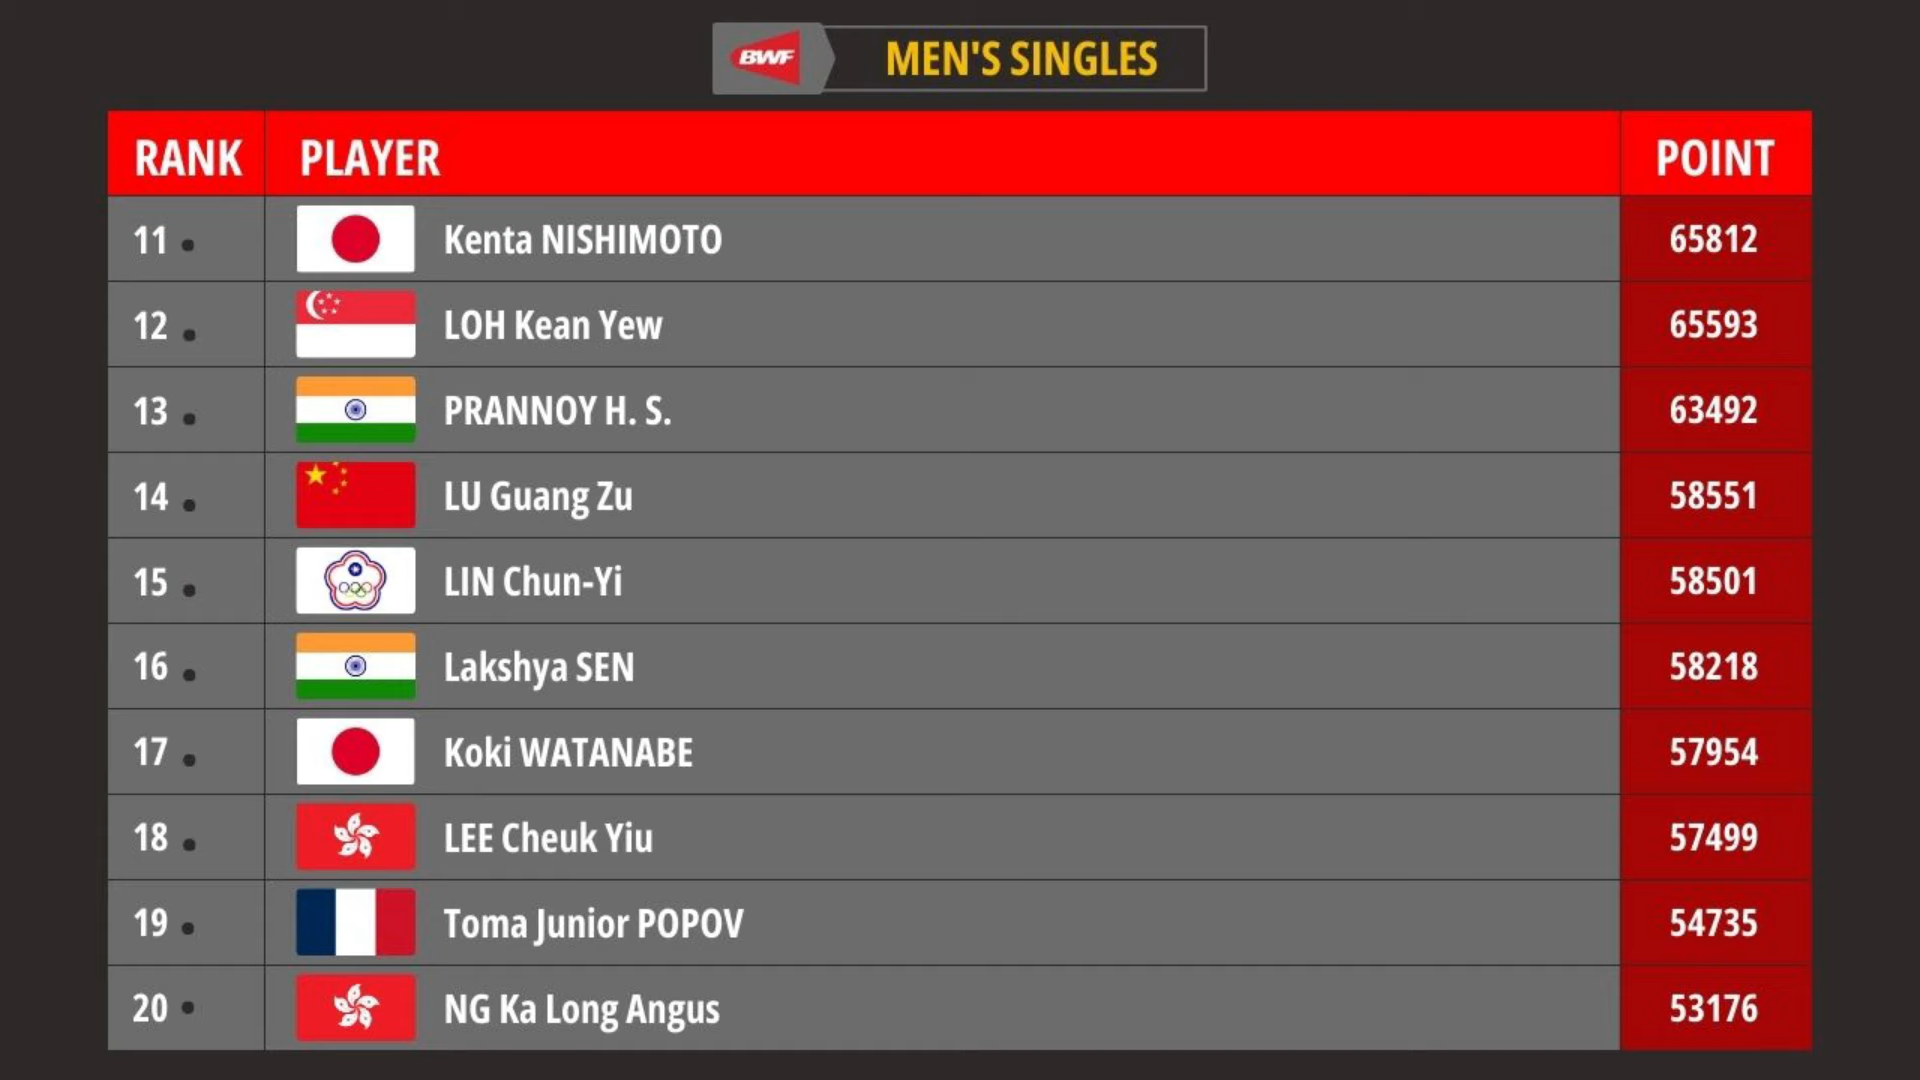 BWF MEN'S SINGLES
RANK PLAYER POINT
11 Kenta NISHIMOTO 65812
12 LOH Kean Yew 65593
13 PRANNOY H. S. 63492
14 LU Guang Zu 58551
15 LIN Chun-Yi 58501
16 Lakshya SEN 58218
17 Koki WATANABE 57954
18 LEE Cheuk Yiu 57499
19 Toma Junior POPOV 54735
20 NG Ka Long Angus 53176